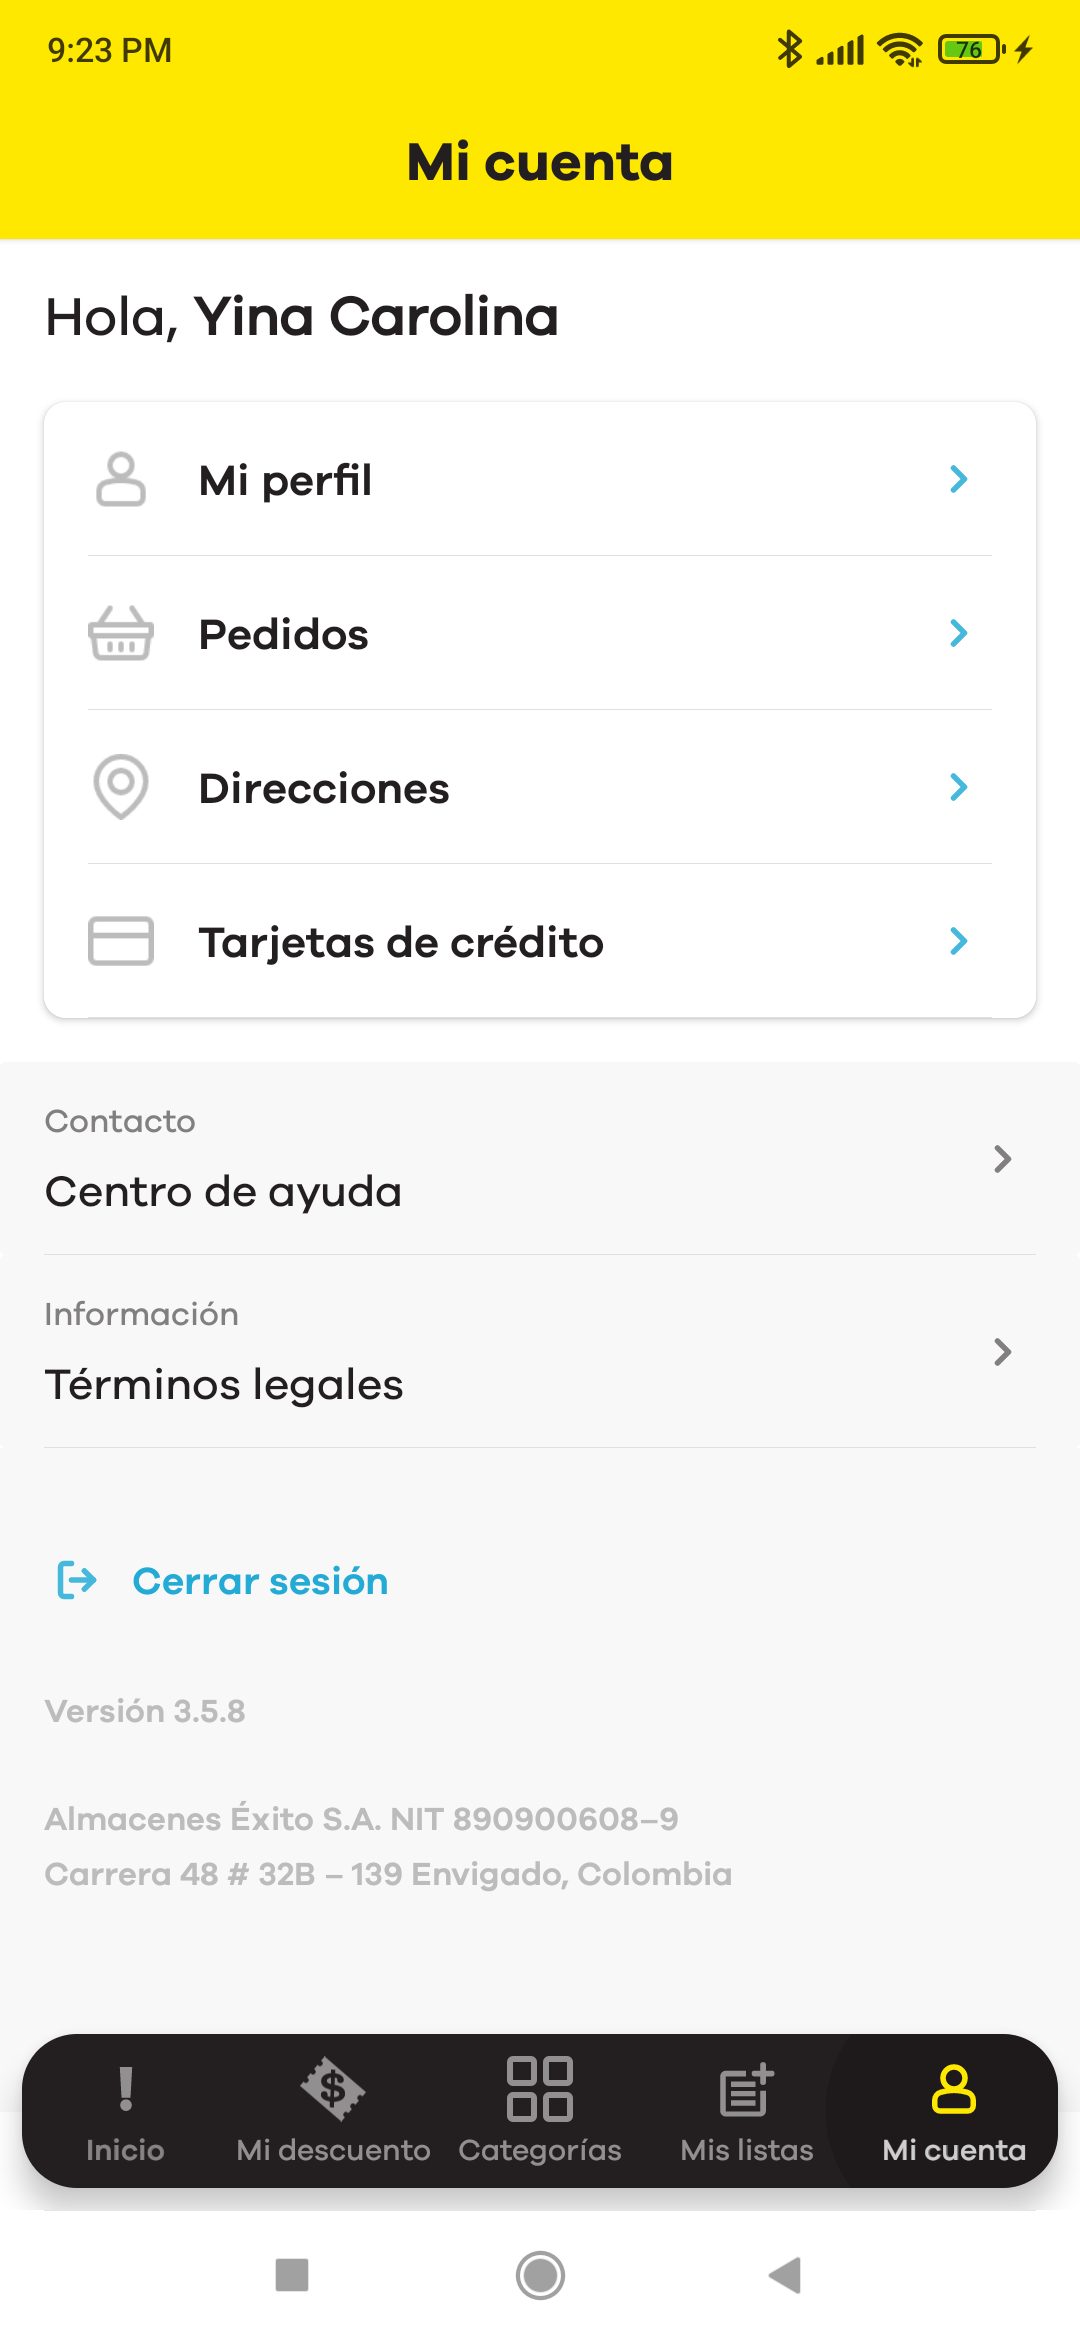 9:23 PM
76
Mi cuenta
Hola, Yina Carolina
Mi perfil
Pedidos
Direcciones
Tarjetas de crédito
Contacto
Centro de ayuda
Información
Términos legales
Cerrar sesión
Versión 3.5.8
Almacenes Éxito S.A. NIT 890900608–9
Carrera 48 # 32B – 139 Envigado, Colombia
Inicio
Mi descuento
Categorías
Mis listas
Mi cuenta